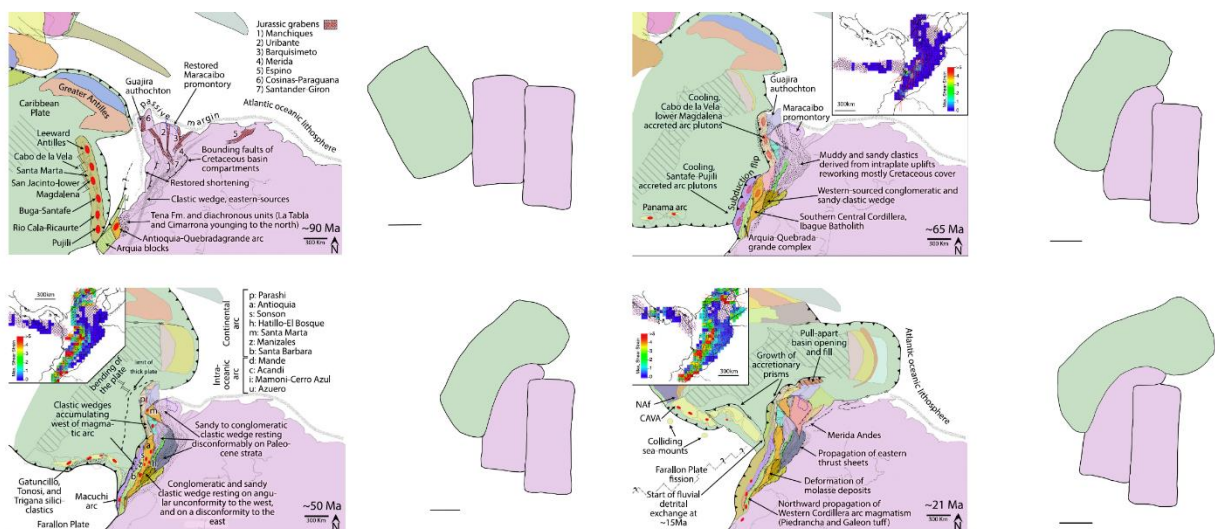 Jurassic grabens
1) Manchiques
2) Uribante
3) Barquisimeto
4) Merida
5) Espino
6) Cosinas-Paraguana
7) Santander-Giron
Greater Antilles
Caribbean
Plate
Guajira
authochton
Restored
Maracaibo
promontory
passive margin
Atlantic oceanic lithosphere
Leeward
Antilles
Cabo de la Vela
Santa Marta
San Jacinto-lower
Magdalena
Buga-Santafe
Rio Cala-Ricaurte
Pujili
Bounding faults of
Cretaceous basin
compartments
Restored shortening
Clastic wedge, eastern-sources
Tena Fm. and diachronous units (La Tabla
and Cimarrona younging to the north)
Antioquia-Quebradagrande arc
Arquia blocks
~90 Ma
300 Km
N
300km
Guajira
authochton
Cooling,
Cabo de la Vela
lower Magdalena
accreted arc plutons
Maracaibo
promontory
Cooling,
Santafe-Pujili
accreted arc plutons
Subduction flip
Muddy and sandy clastics
derived from intraplate uplifts
reworking mostly Cretaceous cover
Panama arc
Western-sourced conglomeratic and
sandy clastic wedge
Southern Central Cordillera,
Ibague Batholith
Arquia-Quebrada
grande complex
~65 Ma
300 Km
N
300km
Continental
arc
p: Parashi
a: Antioquia
s: Sonson
h: Hatillo-El Bosque
m: Santa Marta
z: Manizales
b: Santa Barbara
Intra-
oceanic
arc
d: Mande
c: Acandi
i: Mamoni-Cerro Azul
u: Azuero
limit of
thick plate
bending of
the plate
Clastic wedges
accumulating
west of magma-
tic arc
Sandy to conglomeratic
clastic wedge resting
disconformably on Paleo-
cene strata
Gatuncillo,
Tonosi, and
Trigana silici-
clastics
Macuchi
arc
Conglomeratic and sandy
clastic wedge resting on angu-
lar unconformity to the west,
and on a disconformity to the
east
Farallon Plate
~50 Ma
300 Km
N
300km
Pull-apart
basin opening
and fill
Growth of
accretionary
prisms
Atlantic oceanic lithosphere
NAf
CAVA
Colliding
sea-mounts
Merida Andes
Farallon Plate
fission
Propagation of eastern
thrust sheets
Start of fluvial
detrital
exchange at
~15Ma
Deformation of
molasse deposits
Northward propagation of
Western Cordillera arc magmatism
(Piedrancha and Galeon tuff)
~21 Ma
300 Km
N